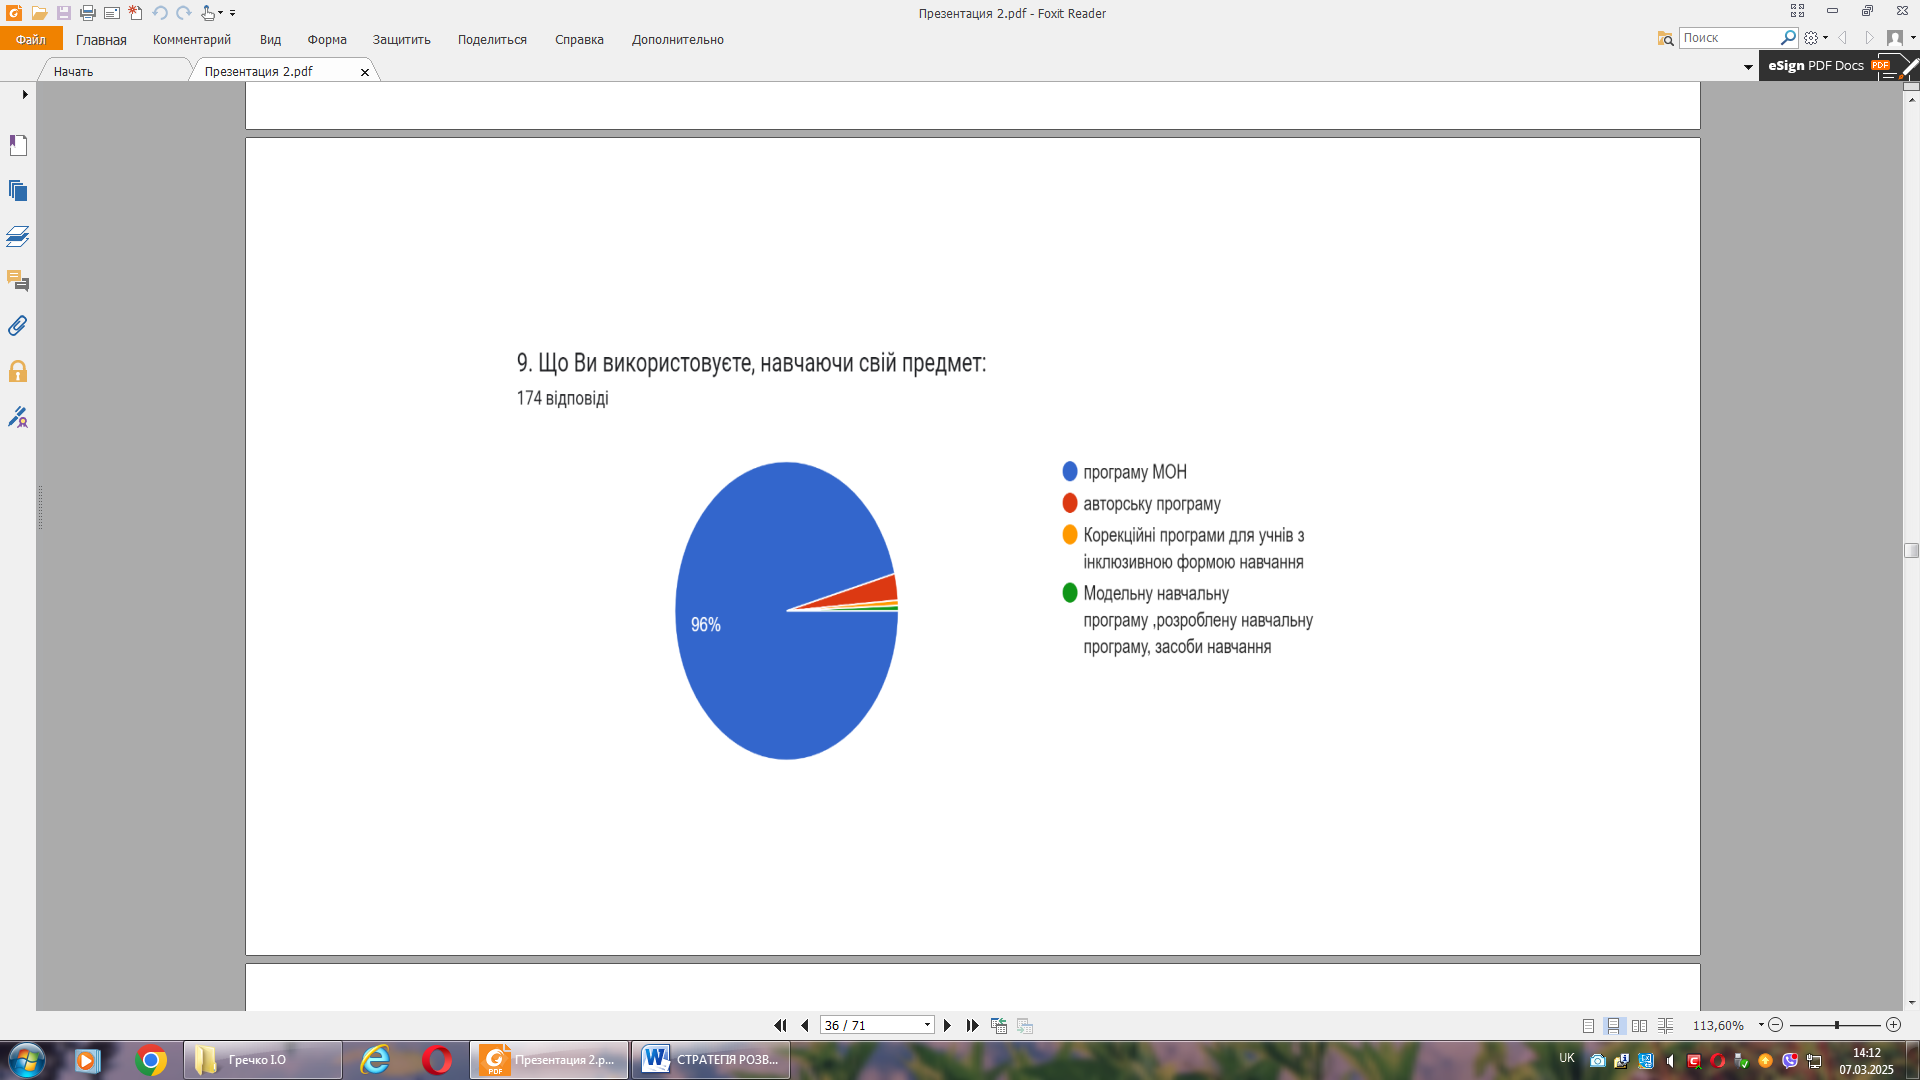 Презентация 2.pdf - Foxit Reader
Файл
Главная
Комментарий
Вид
Форма
Защитить
Поделиться
Справка
Дополнительно
Поиск
Начать
Презентация 2.pdf
eSign PDF Docs
PDF
9. Що Ви використовуєте, навчаючи свій предмет:
174 відповіді
96%
програму МОН
авторську програму
Корекційні програми для учнів з
інклюзивною формою навчання
Модельну навчальну
програму ,розроблену навчальну
програму, засоби навчання
36 / 71
113,60%
Гречко І.О
Презентация 2.p...
СТРАТЕГІЯ РОЗВ...
UK
14:12
07.03.2025